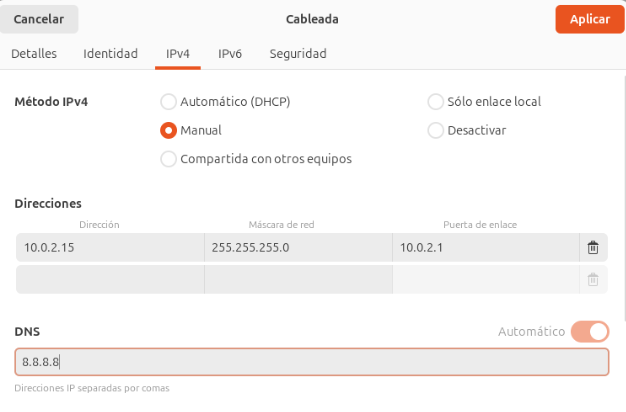 Cancelar Cableada Aplicar
Detalles Identidad IPv4 IPv6 Seguridad
Método IPv4 Automático (DHCP) Sólo enlace local
Manual Desactivar
Compartida con otros equipos
Direcciones
Dirección Máscara de red Puerta de enlace
10.0.2.15 255.255.255.0 10.0.2.1
DNS Automático
8.8.8.8
Direcciones IP separadas por comas